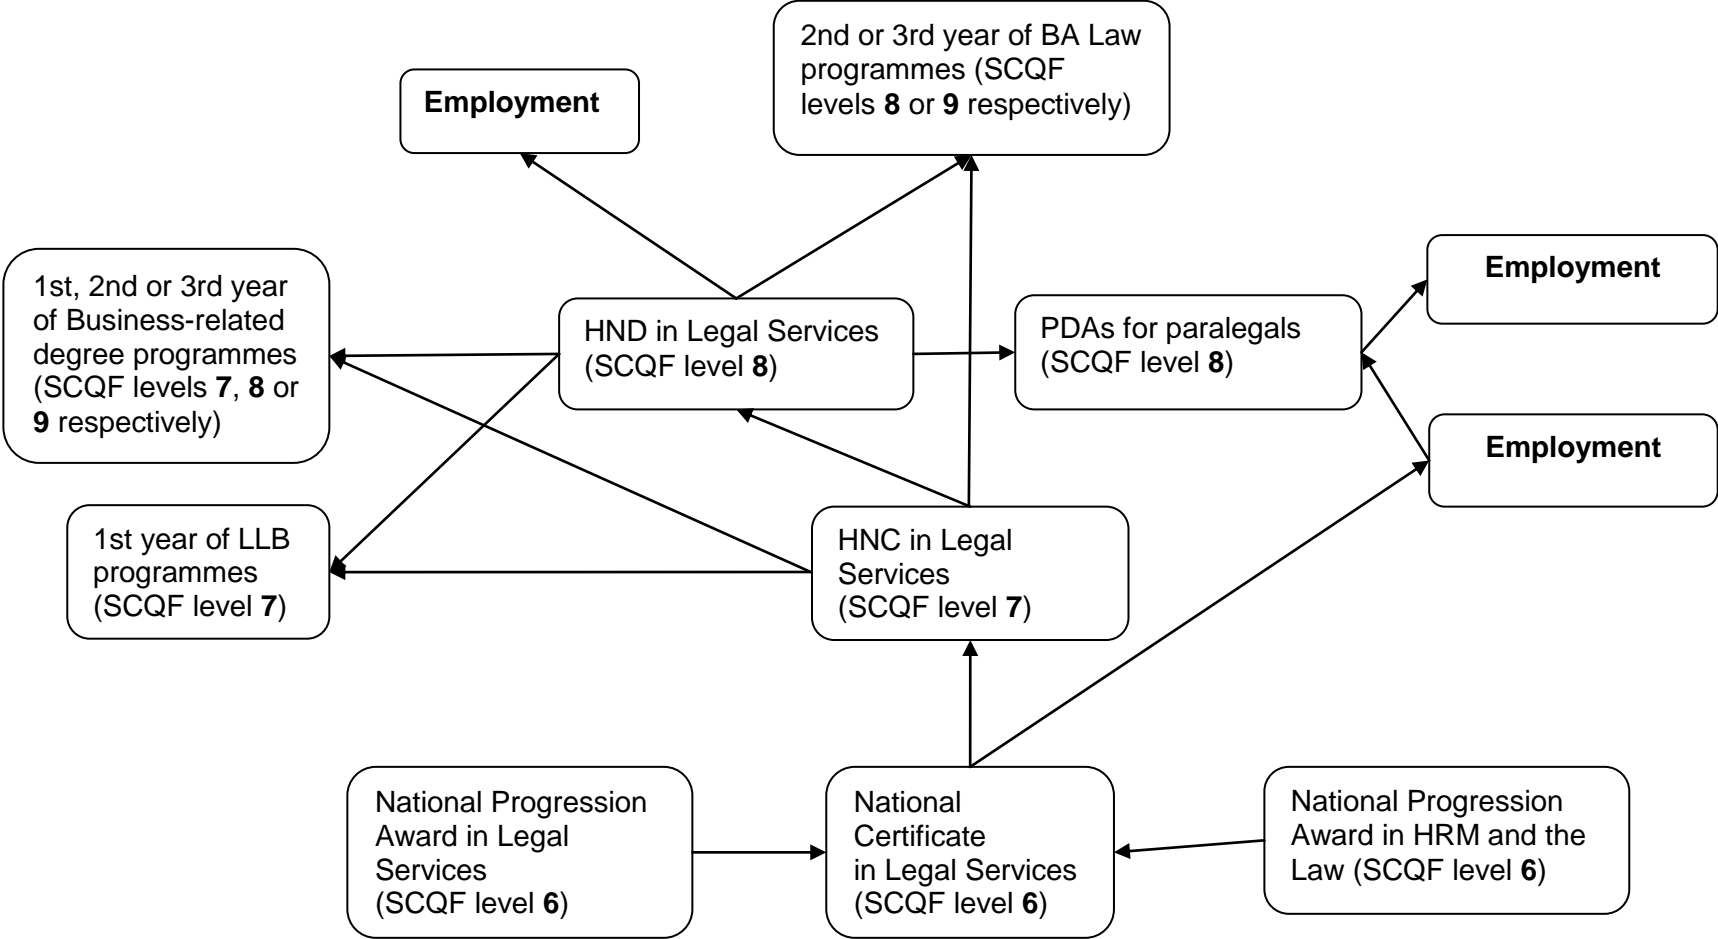 2nd or 3rd year of BA Law
programmes (SCQF
levels 8 or 9 respectively)
Employment
Employment
1st, 2nd or 3rd year
of Business-related
degree programmes
(SCQF levels 7, 8 or
9 respectively)
HND in Legal Services
(SCQF level 8)
PDAs for paralegals
(SCQF level 8)
Employment
1st year of LLB
programmes
(SCQF level 7)
HNC in Legal
Services
(SCQF level 7)
National Progression
Award in Legal
Services
(SCQF level 6)
National
Certificate
in Legal Services
(SCQF level 6)
National Progression
Award in HRM and the
Law (SCQF level 6)